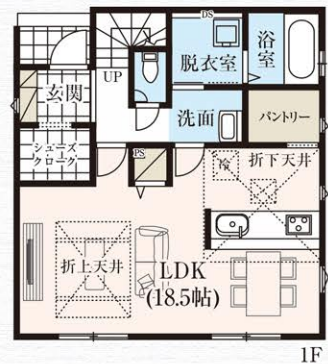 DS
浴室
脱衣室
UP
玄関
洗面
パントリー
シューズ
クローク
PS
冷
折下天井
折上天井
LDK
(18.5帖)
1F